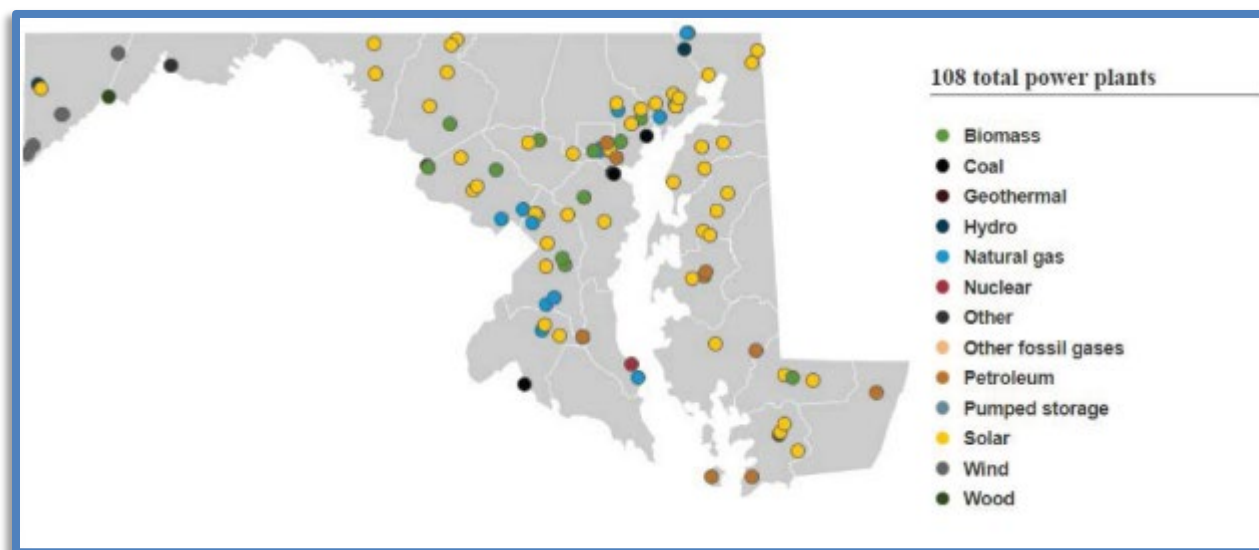 108 total power plants
Biomass
Coal
Geothermal
Hydro
Natural gas
Nuclear
Other
Other fossil gases
Petroleum
Pumped storage
Solar
Wind
Wood